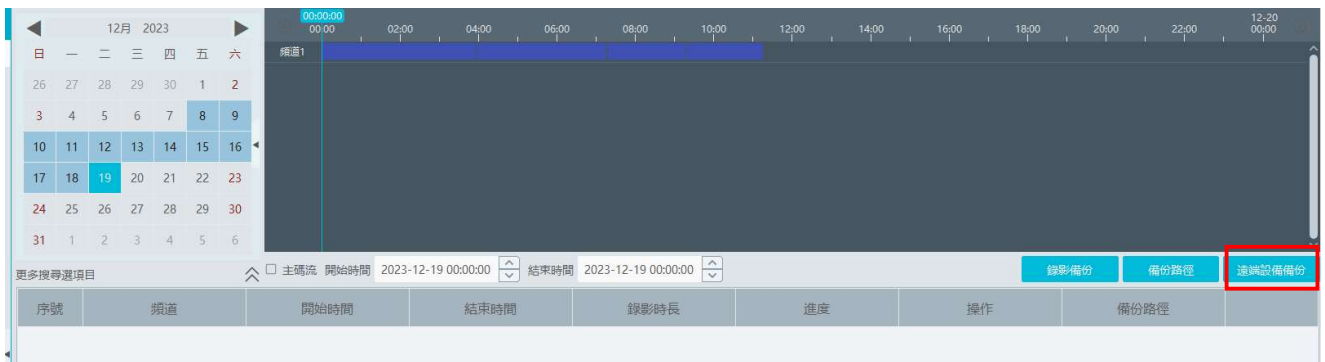 12月 2023
日 一 二 三 四 五 六
26 27 28 29 30 1 2
3 4 5 6 7 8 9
10 11 12 13 14 15 16
17 18 19 20 21 22 23
24 25 26 27 28 29 30
31 1 2 3 4 5 6
更多搜尋選項目
00:00:00
12-20
00:00 02:00 04:00 06:00 08:00 10:00 12:00 14:00 16:00 18:00 20:00 22:00 00:00
頻道1
主碼流 開始時間 2023-12-19 00:00:00 結束時間 2023-12-19 00:00:00 錄影備份 備份路徑 遠端設備備份
序號 頻道 開始時間 結束時間 錄影時長 進度 操作 備份路徑